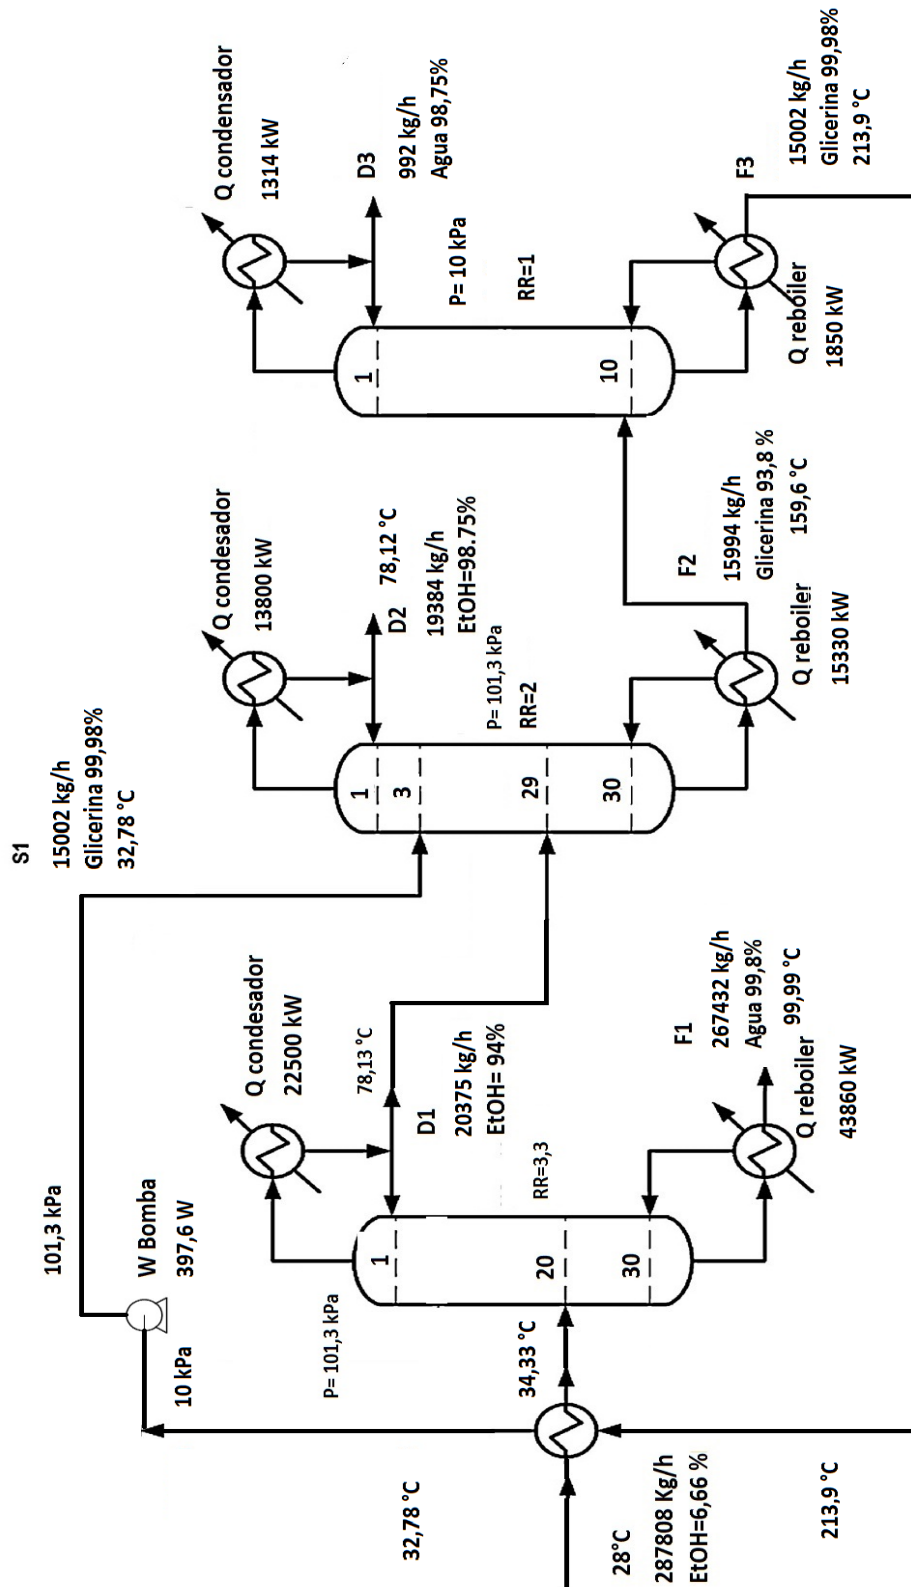 28°C
287808 Kg/h
EtOH=6,66 %
213,9 °C
32,78 °C
10 kPa
W Bomba
397,6 W
101,3 kPa
34,33 °C
P= 101,3 kPa
1
20
30
RR=3,3
Q condesador
22500 kW
78,13 °C
D1
20375 kg/h
EtOH= 94%
F1
267432 kg/h
Agua 99,8%
99,99 °C
Q reboiler
43860 kW
S1
15002 kg/h
Glicerina 99,98%
32,78 °C
1
3
29
30
P= 101,3 kPa
RR=2
Q condesador
13800 kW
78,12 °C
D2
19384 kg/h
EtOH=98.75%
F2
15994 kg/h
Glicerina 93,8 %
159,6 °C
Q reboiler
15330 kW
1
10
P= 10 kPa
RR=1
Q condensador
1314 kW
D3
992 kg/h
Agua 98,75%
Q reboiler
1850 kW
F3
15002 kg/h
Glicerina 99,98%
213,9 °C